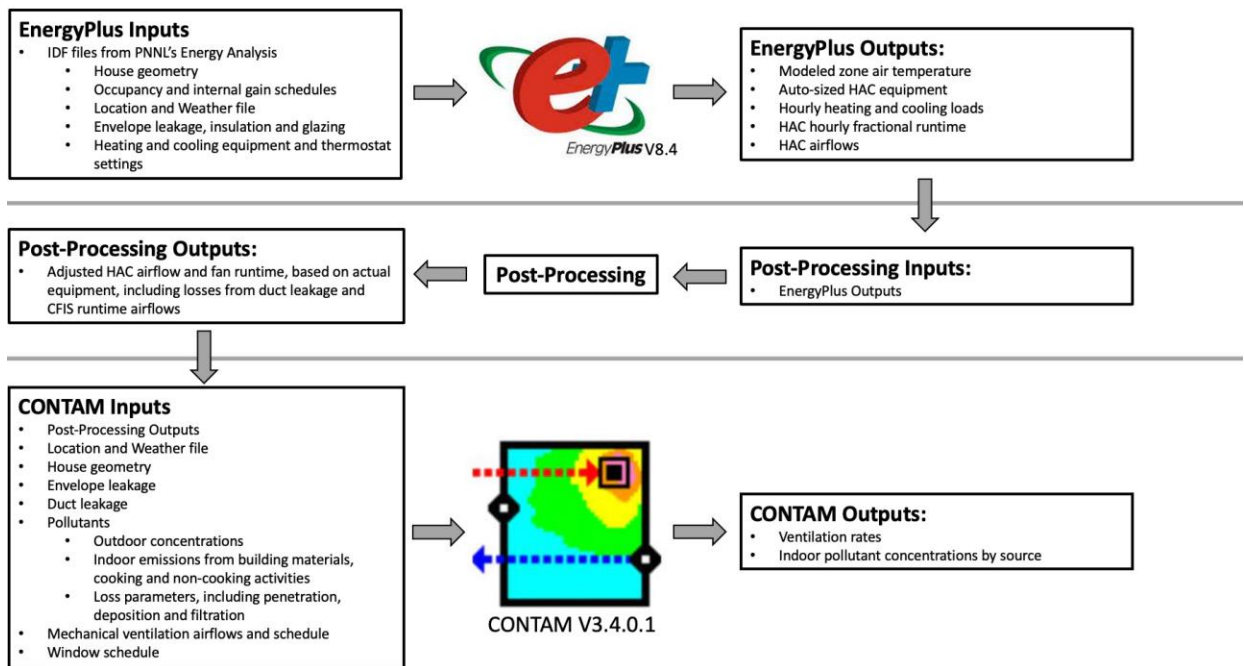 EnergyPlus Inputs
• IDF files from PNNL's Energy Analysis
• House geometry
• Occupancy and internal gain schedules
• Location and Weather file
• Envelope leakage, insulation and glazing
• Heating and cooling equipment and thermostat
settings
e+
EnergyPlus V8.4
EnergyPlus Outputs:
• Modeled zone air temperature
• Auto-sized HAC equipment
• Hourly heating and cooling loads
• HAC hourly fractional runtime
• HAC airflows
Post-Processing Inputs:
• EnergyPlus Outputs
Post-Processing
Post-Processing Outputs:
• Adjusted HAC airflow and fan runtime, based on actual
equipment, including losses from duct leakage and
CFIS runtime airflows
CONTAM Inputs
• Post-Processing Outputs
• Location and Weather file
• House geometry
• Envelope leakage
• Duct leakage
• Pollutants
• Outdoor concentrations
• Indoor emissions from building materials,
cooking and non-cooking activities
• Loss parameters, including penetration,
deposition and filtration
• Mechanical ventilation airflows and schedule
• Window schedule
CONTAM V3.4.0.1
CONTAM Outputs:
• Ventilation rates
• Indoor pollutant concentrations by source